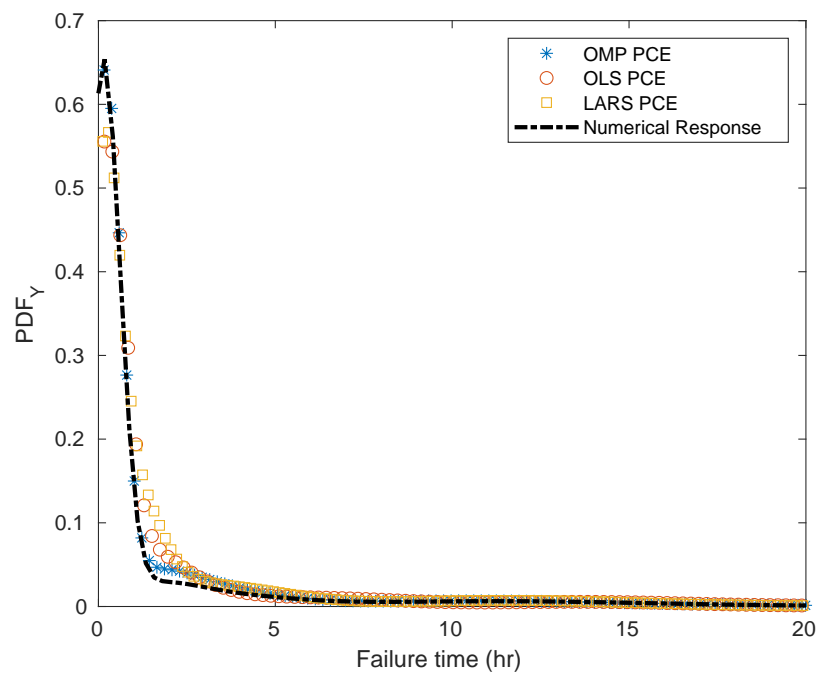 0.7
0.6
0.5
0.4
0.3
0.2
0.1
0
PDF_Y
OMP PCE
OLS PCE
LARS PCE
Numerical Response
0 5 10 15 20
Failure time (hr)